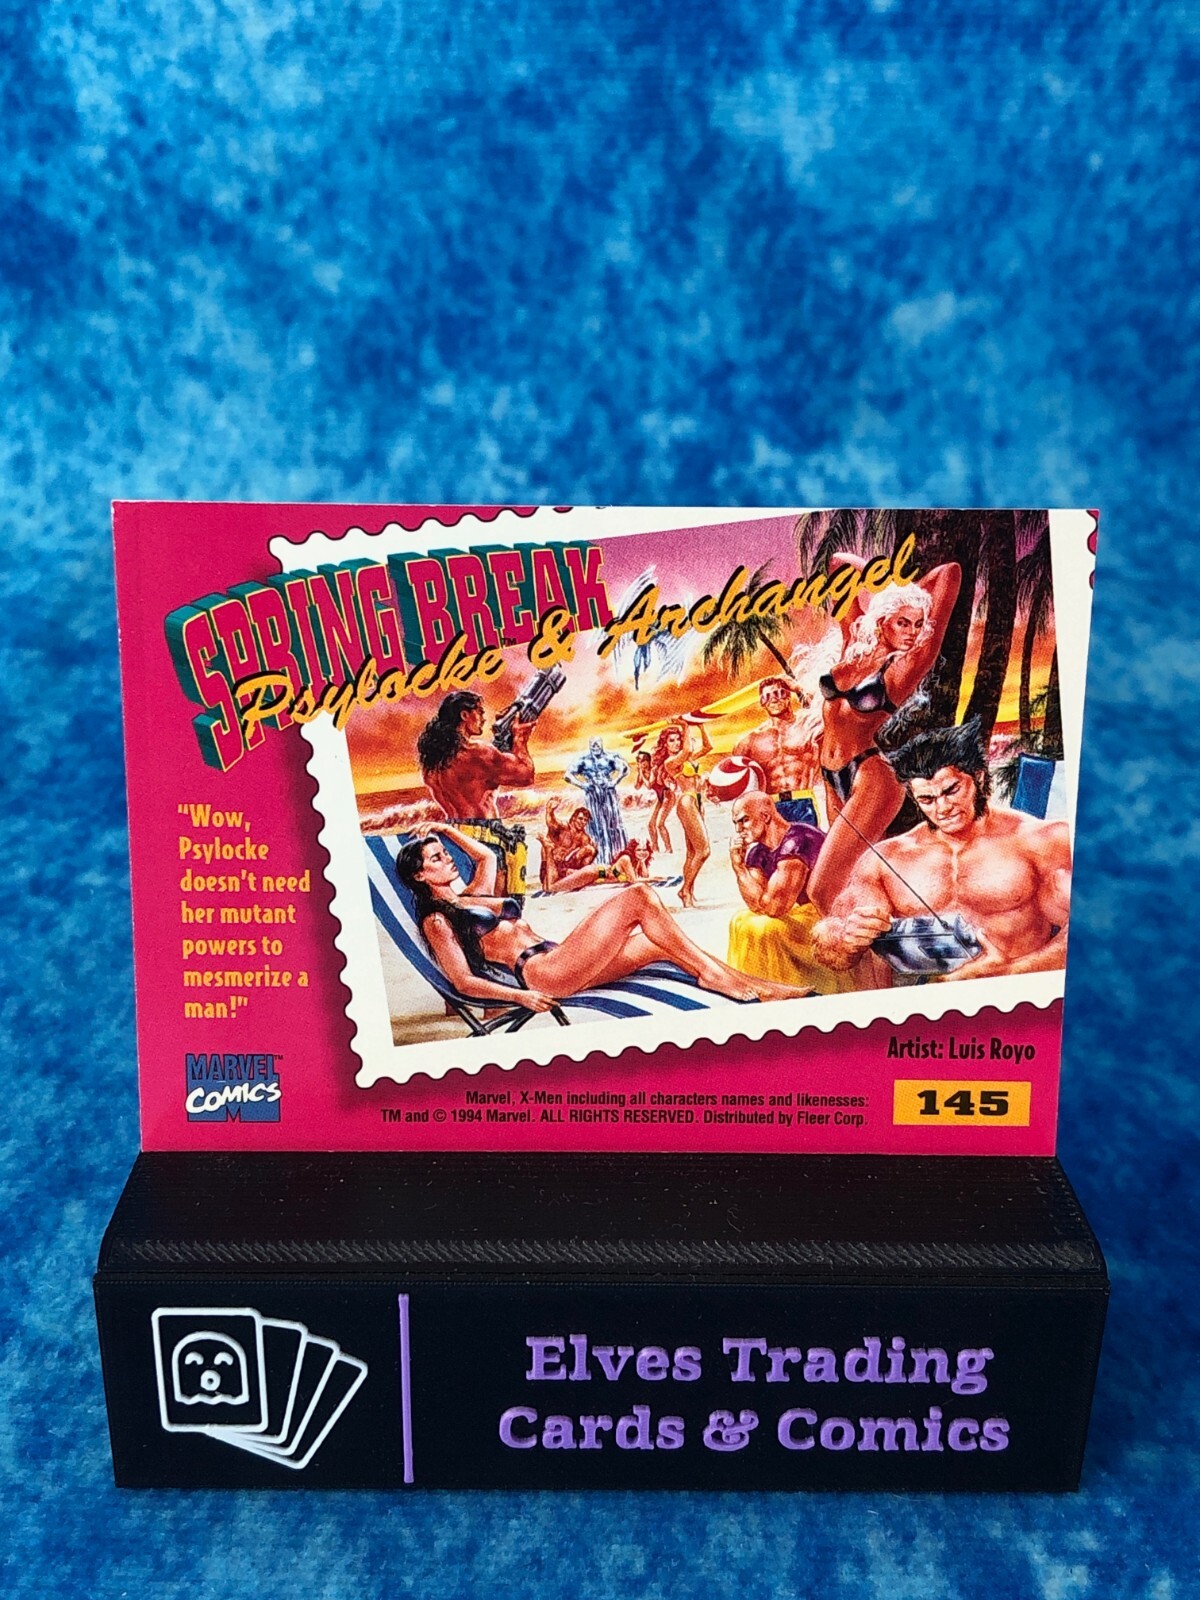 SPRING BREAK™
Psylocke & Archangel
"Wow,
Psylocke
doesn't need
her mutant
powers to
mesmerize a
man!"
MARVEL™
COMICS
M
Artist: Luis Royo
Marvel, X-Men including all characters names and likenesses:
TM and © 1994 Marvel. ALL RIGHTS RESERVED. Distributed by Fleer Corp.
145
Elves Trading
Cards & Comics